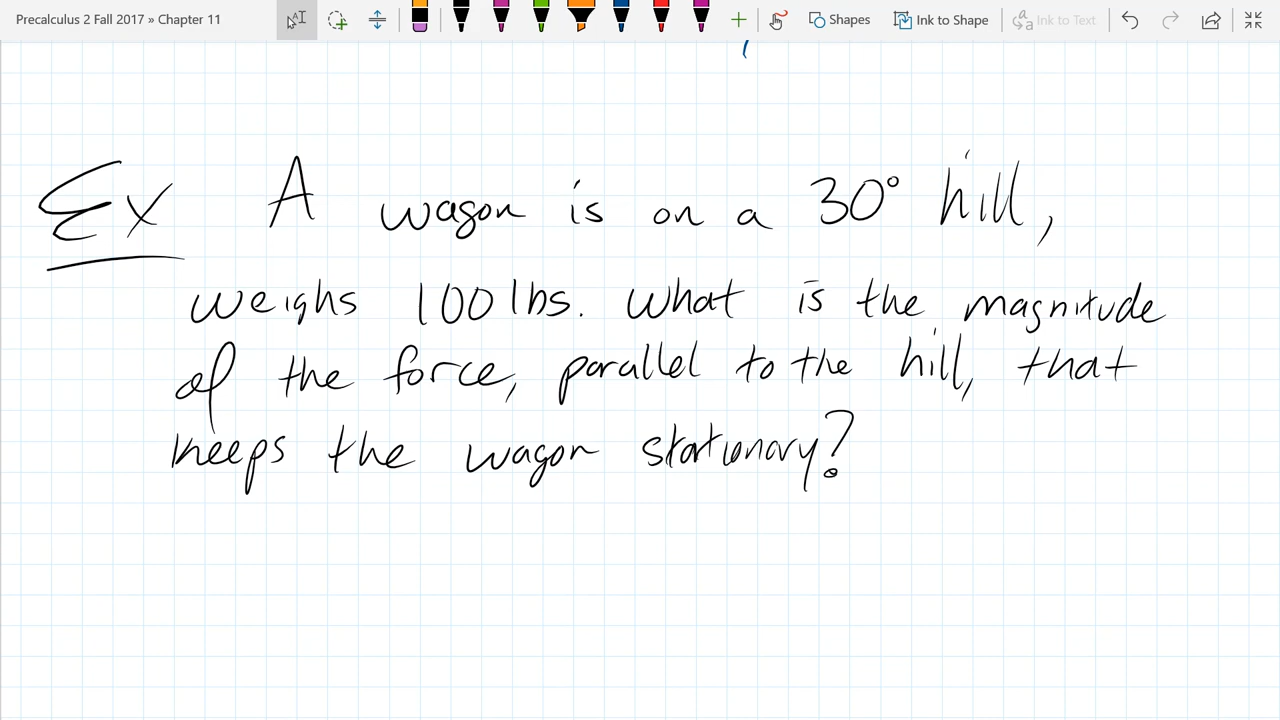 Precalculus 2 Fall 2017 » Chapter 11
Shapes
Ink to Shape
Ink to Text
Ex A wagon is on a 30° hill,
weighs 100 lbs. What is the magnitude
of the force, parallel to the hill, that
keeps the wagon stationary?